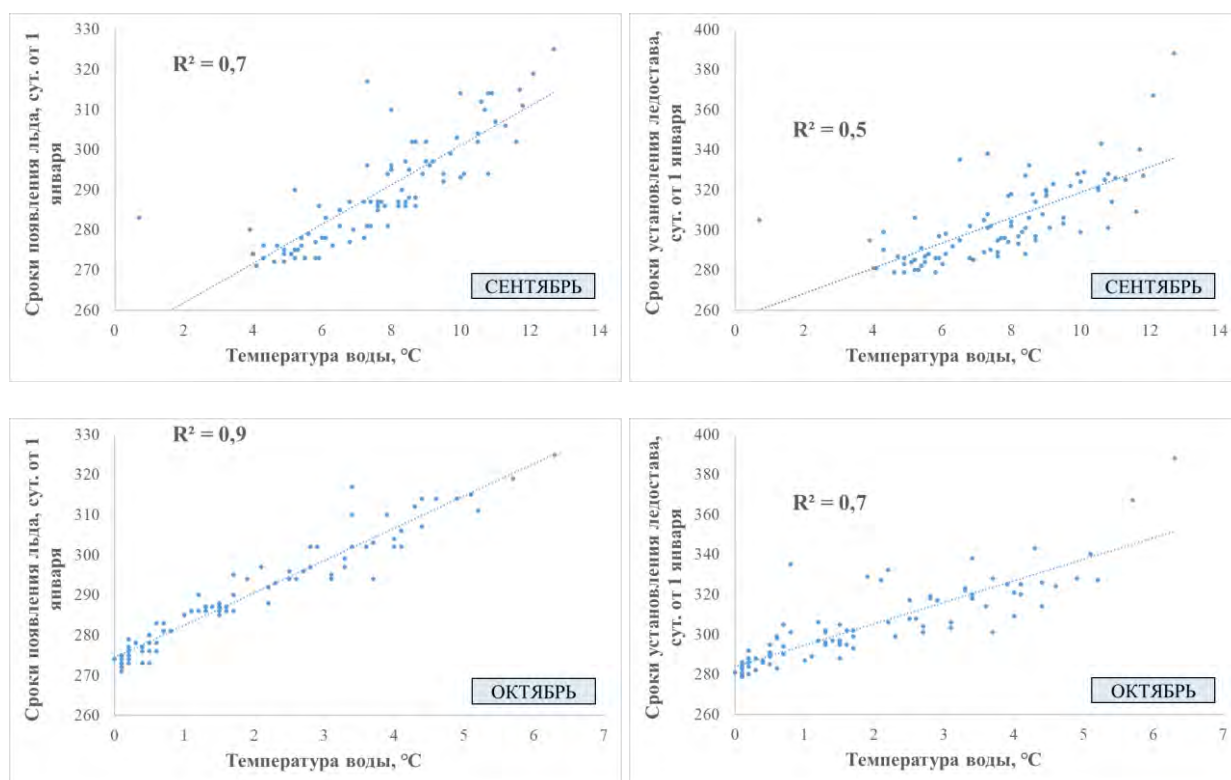 330
320
310
300
290
280
270
260
Сроки появления льда, сут. от 1
января
R² = 0,7
СЕНТЯБРЬ
0 2 4 6 8 10 12 14
Температура воды, °C
400
380
360
340
320
300
280
260
Сроки установления ледостава,
сут. от 1 января
R² = 0,5
СЕНТЯБРЬ
0 2 4 6 8 10 12 14
Температура воды, °C
330
320
310
300
290
280
270
260
Сроки появления льда, сут. от 1
января
R² = 0,9
ОКТЯБРЬ
0 1 2 3 4 5 6 7
Температура воды, °C
400
380
360
340
320
300
280
260
Сроки установления ледостава,
сут. от 1 января
R² = 0,7
ОКТЯБРЬ
0 1 2 3 4 5 6 7
Температура воды, °C